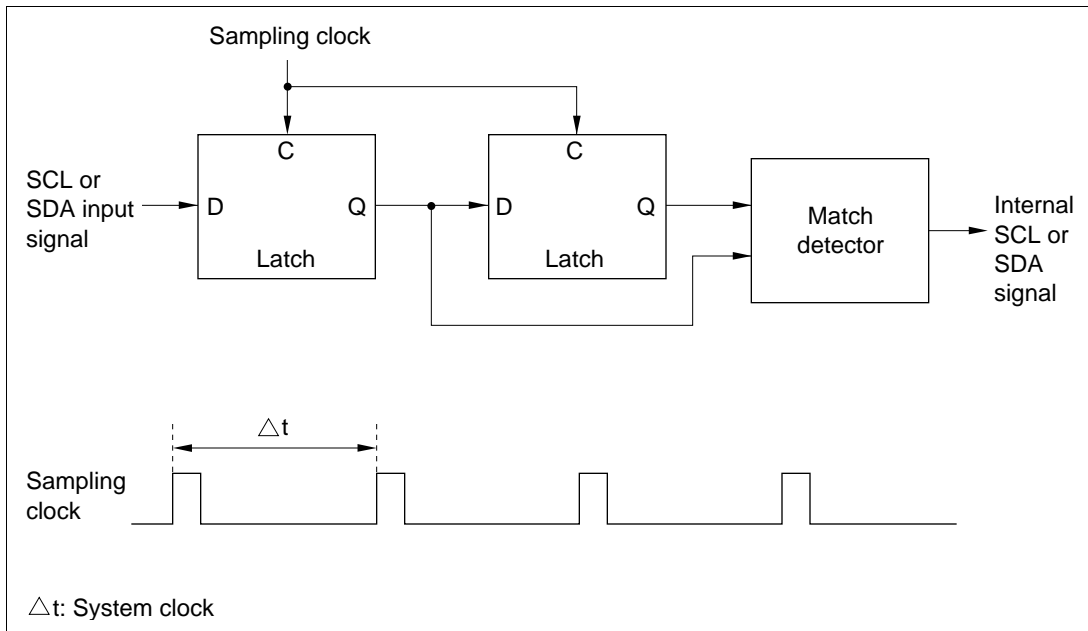 Sampling clock
C
C
SCL or
SDA input
signal
D
Q
D
Q
Latch
Latch
Match
detector
Internal
SCL or
SDA
signal
△t
Sampling
clock
△t: System clock